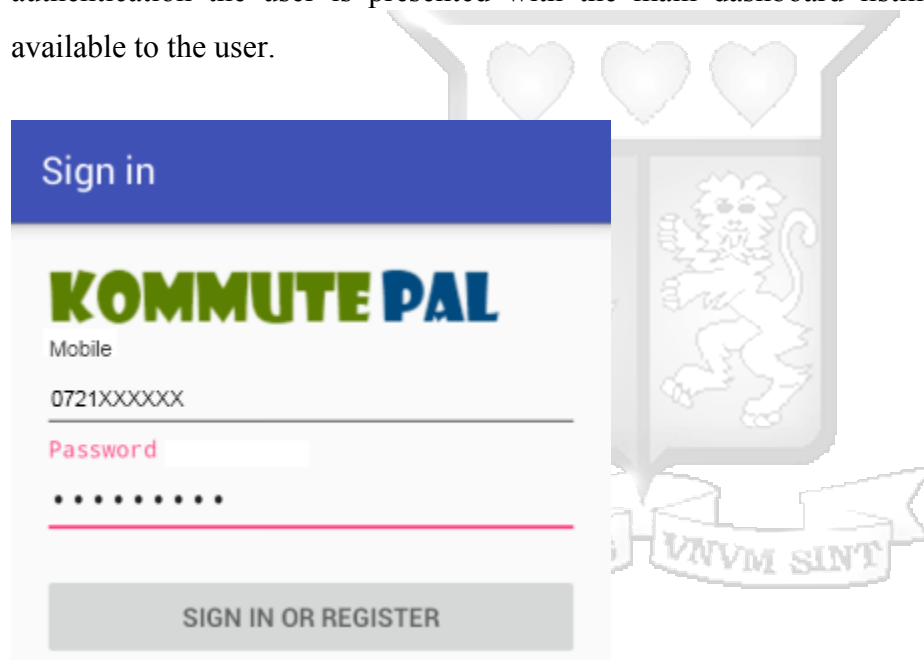 authentication the user is presented with the main dashboard
available to the user.
Sign in
KOMMUTE PAL
Mobile
0721XXXXXX
Password
•••••••••
SIGN IN OR REGISTER
VNVM SINT